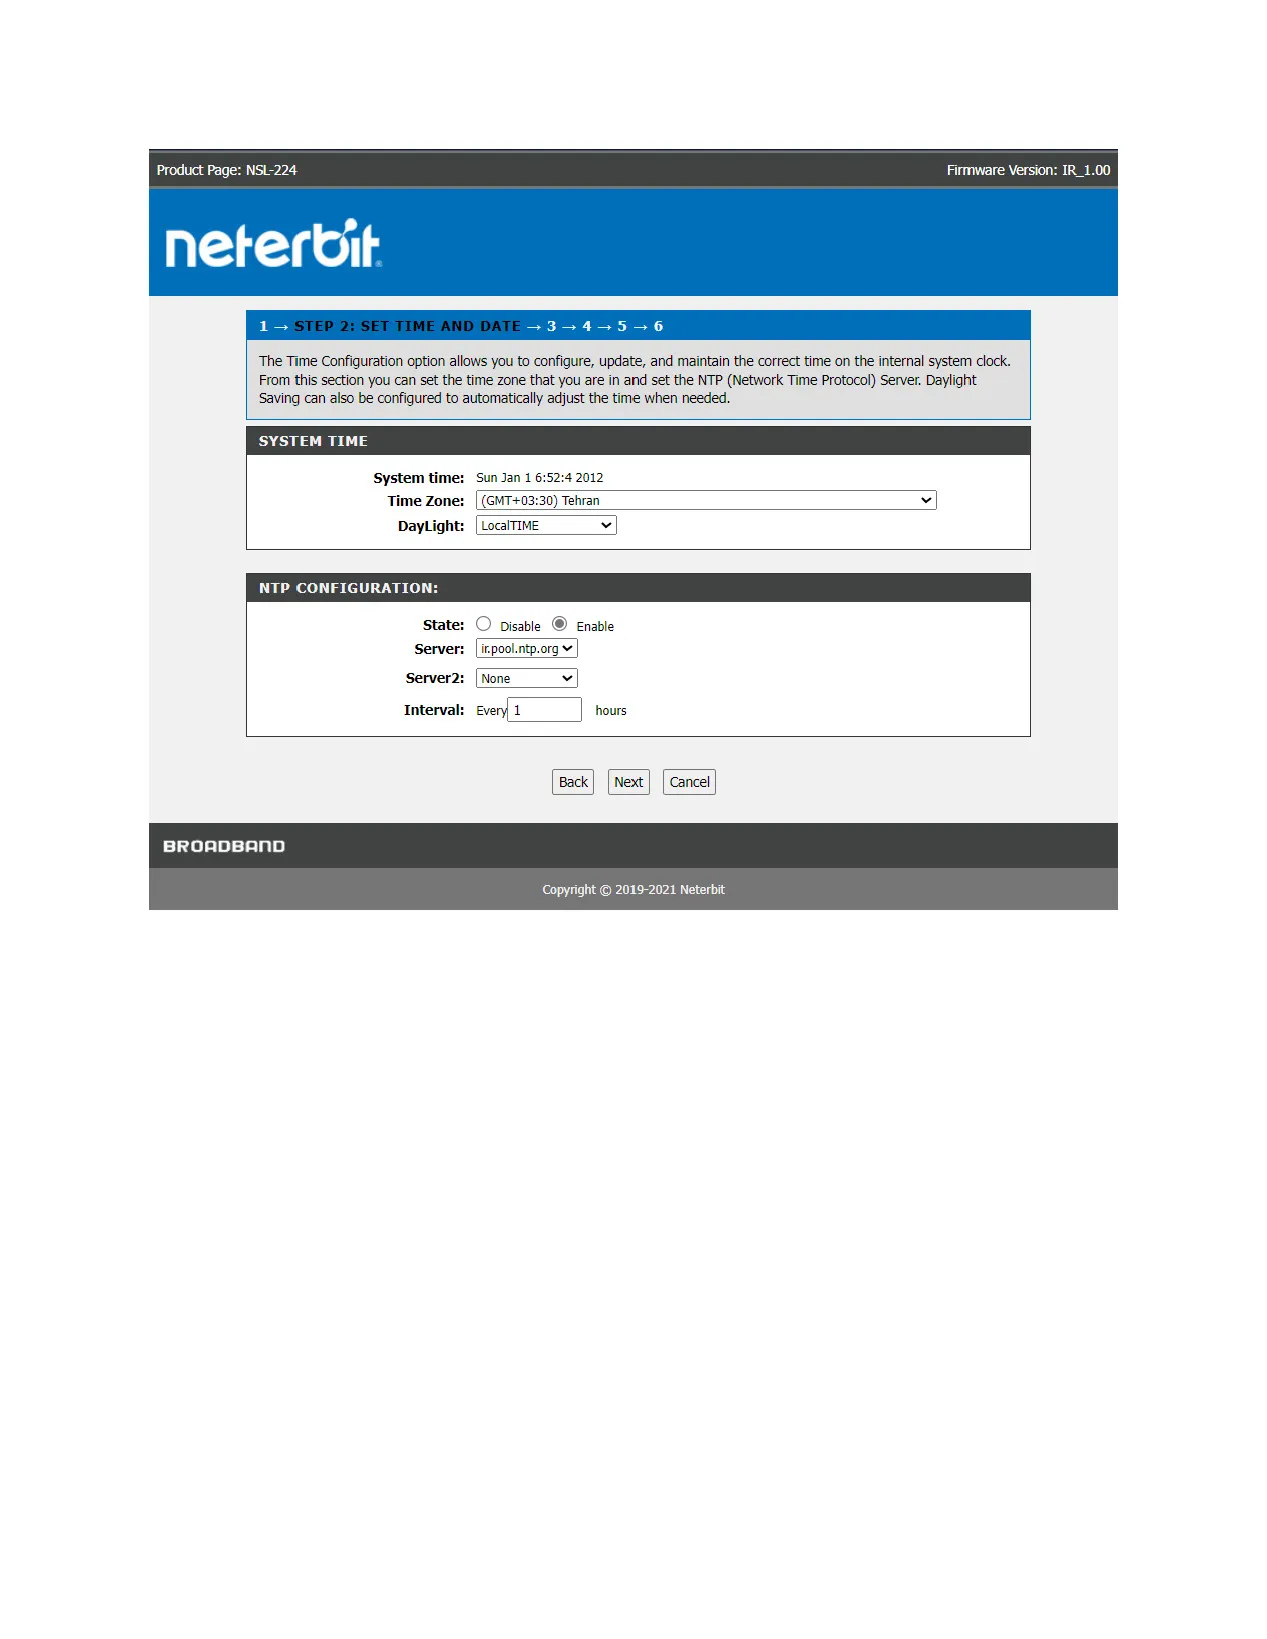 Product Page: NSL-224 Firmware Version: IR_1.00
neterbit®
1 → STEP 2: SET TIME AND DATE → 3 → 4 → 5 → 6
The Time Configuration option allows you to configure, update, and maintain the correct time on the internal system clock.
From this section you can set the time zone that you are in and set the NTP (Network Time Protocol) Server. Daylight
Saving can also be configured to automatically adjust the time when needed.
SYSTEM TIME
System time: Sun Jan 1 6:52:4 2012
Time Zone: (GMT+03:30) Tehran
DayLight: LocalTIME
NTP CONFIGURATION:
State: Disable Enable
Server: ir.pool.ntp.org
Server2: None
Interval: Every 1 hours
Back Next Cancel
BROADBAND
Copyright © 2019-2021 Neterbit